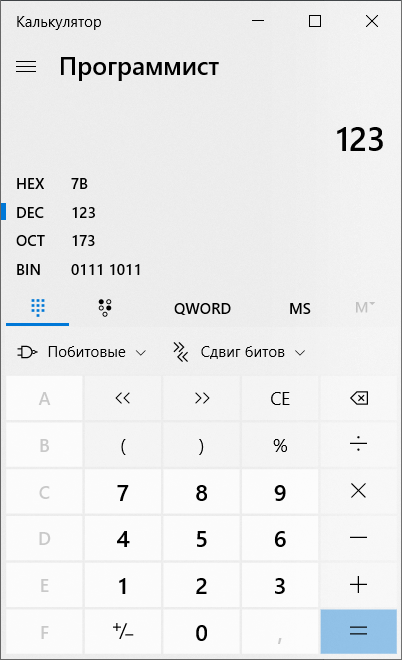 Калькулятор
Программист
123
HEX 7B
DEC 123
OCT 173
BIN 0111 1011
QWORD MS M
Побитовые Сдвиг битов
A << >> CE
B ( ) % ÷
C 7 8 9 ×
D 4 5 6 −
E 1 2 3 +
F +/− 0 , =